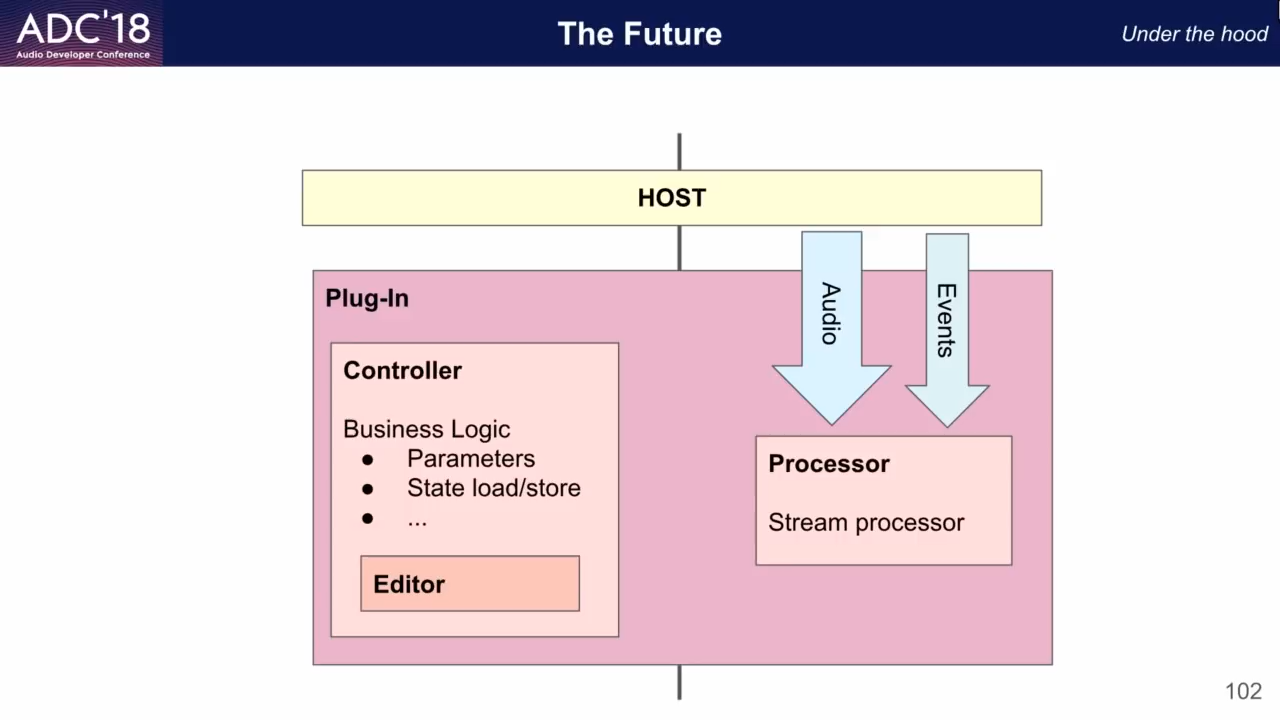 ADC'18
Audio Developer Conference
The Future
Under the hood
HOST
Plug-In
Audio
Events
Controller
Business Logic
● Parameters
● State load/store
● ...
Editor
Processor
Stream processor
102